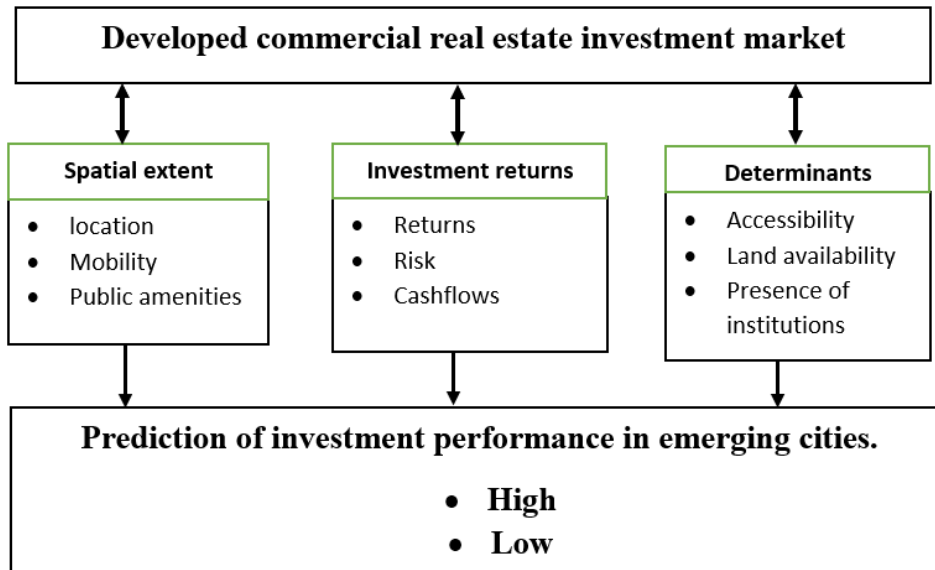 Developed commercial real estate investment market
Spatial extent
• location
• Mobility
• Public amenities
Investment returns
• Returns
• Risk
• Cashflows
Determinants
• Accessibility
• Land availability
• Presence of
institutions
Prediction of investment performance in emerging cities.
• High
• Low